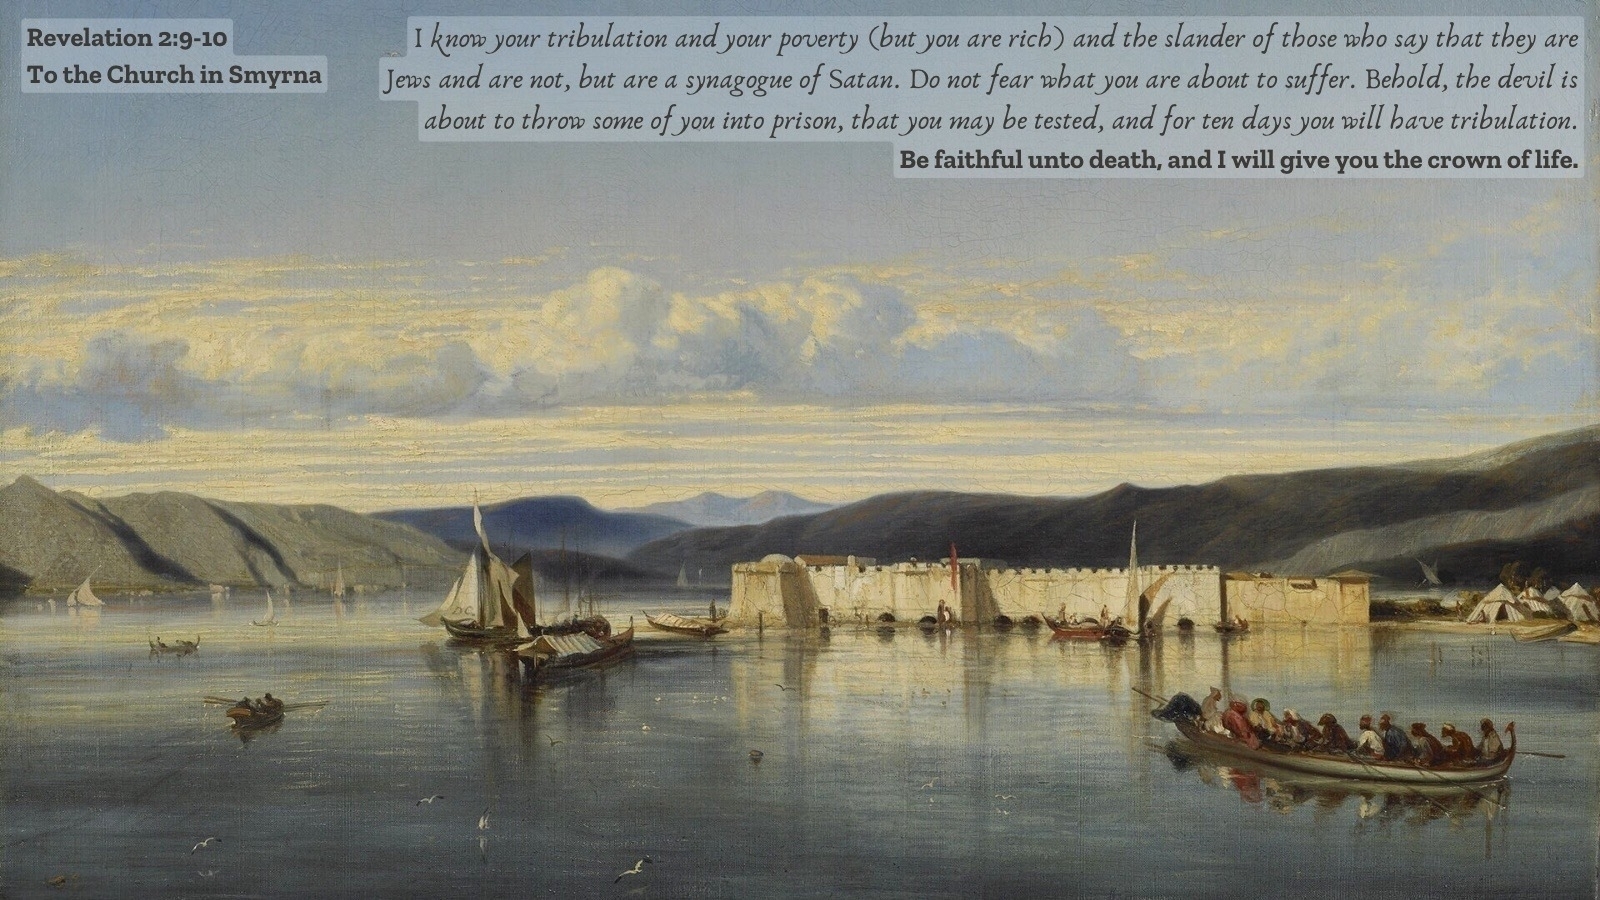 Revelation 2:9-10
To the Church in Smyrna
I know your tribulation and your poverty (but you are rich) and the slander of those who say that they are
Jews and are not, but are a synagogue of Satan. Do not fear what you are about to suffer. Behold, the devil is
about to throw some of you into prison, that you may be tested, and for ten days you will have tribulation.
Be faithful unto death, and I will give you the crown of life.